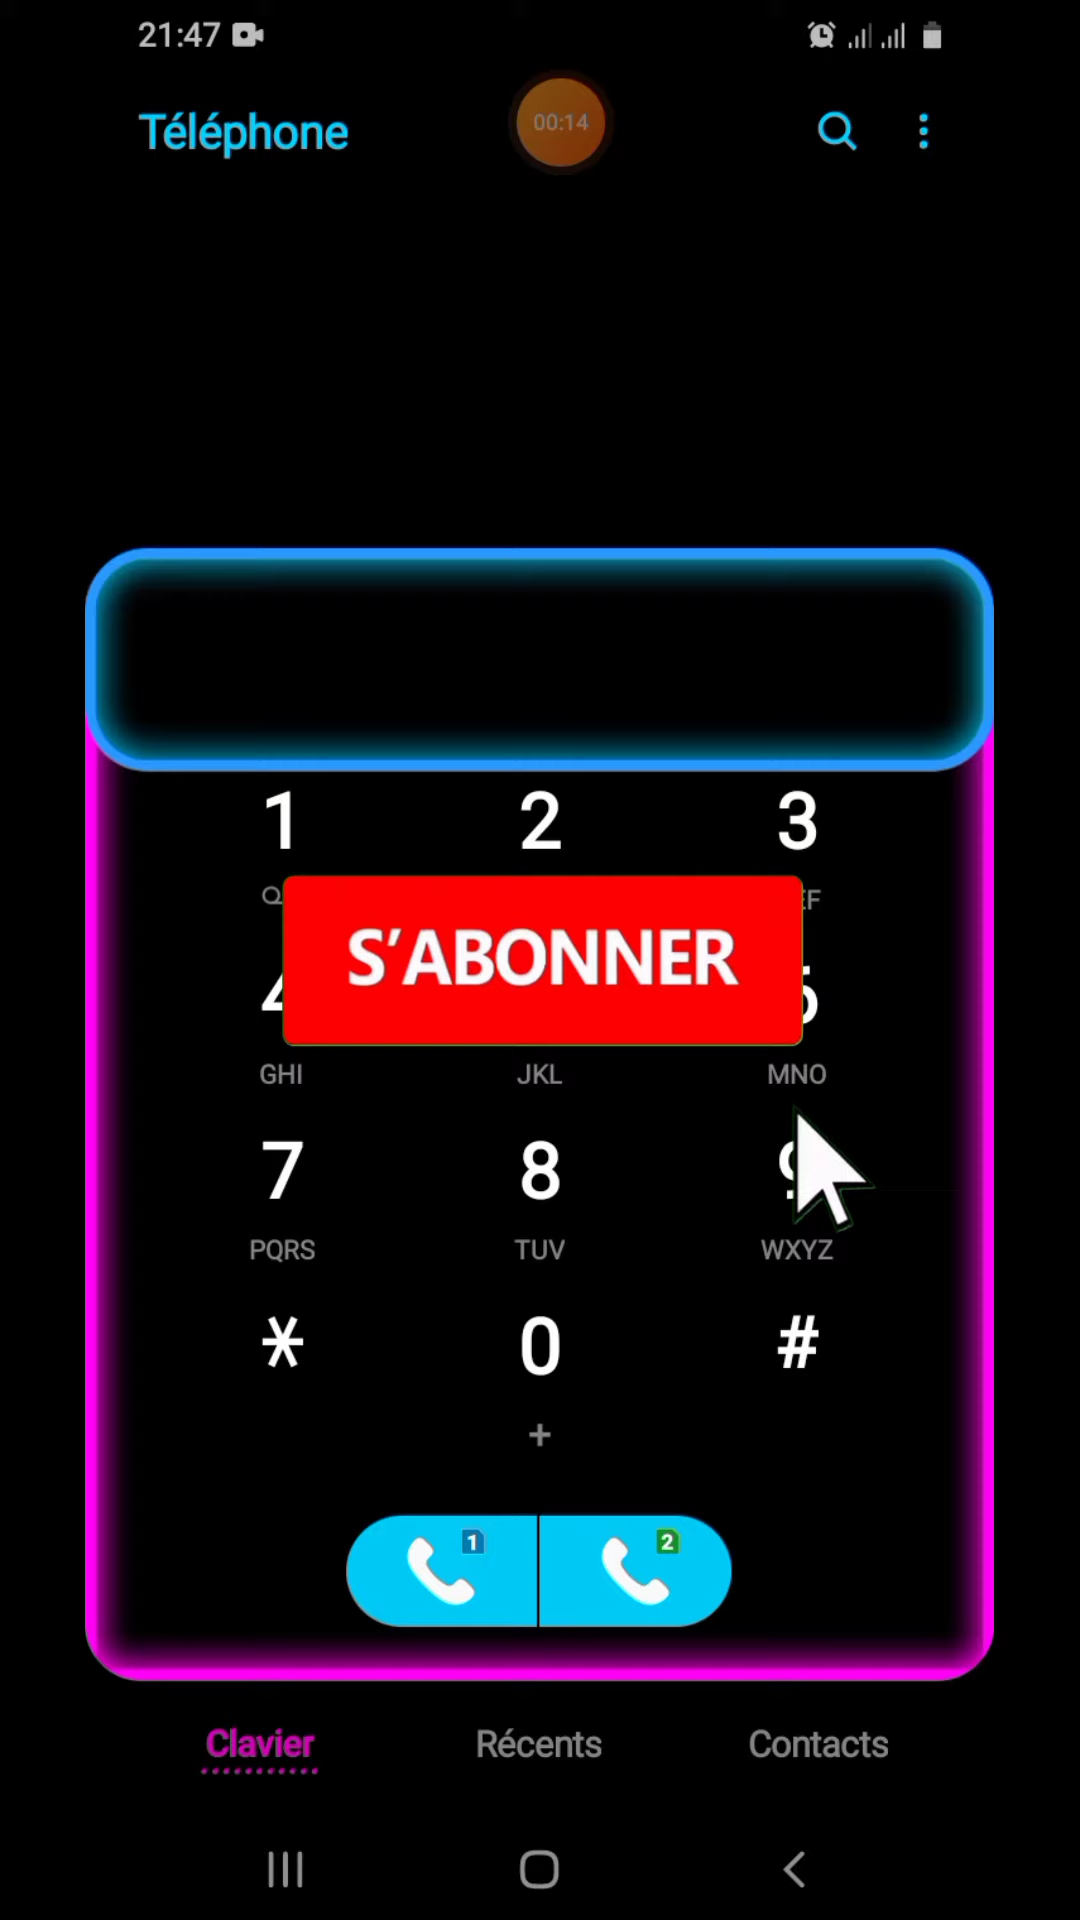 21:47
Téléphone
00:14
1 2 3
S'ABONNER
GHI JKL MNO
7 8 9
PQRS TUV WXYZ
* 0 #
+
1 2
Clavier Récents Contacts